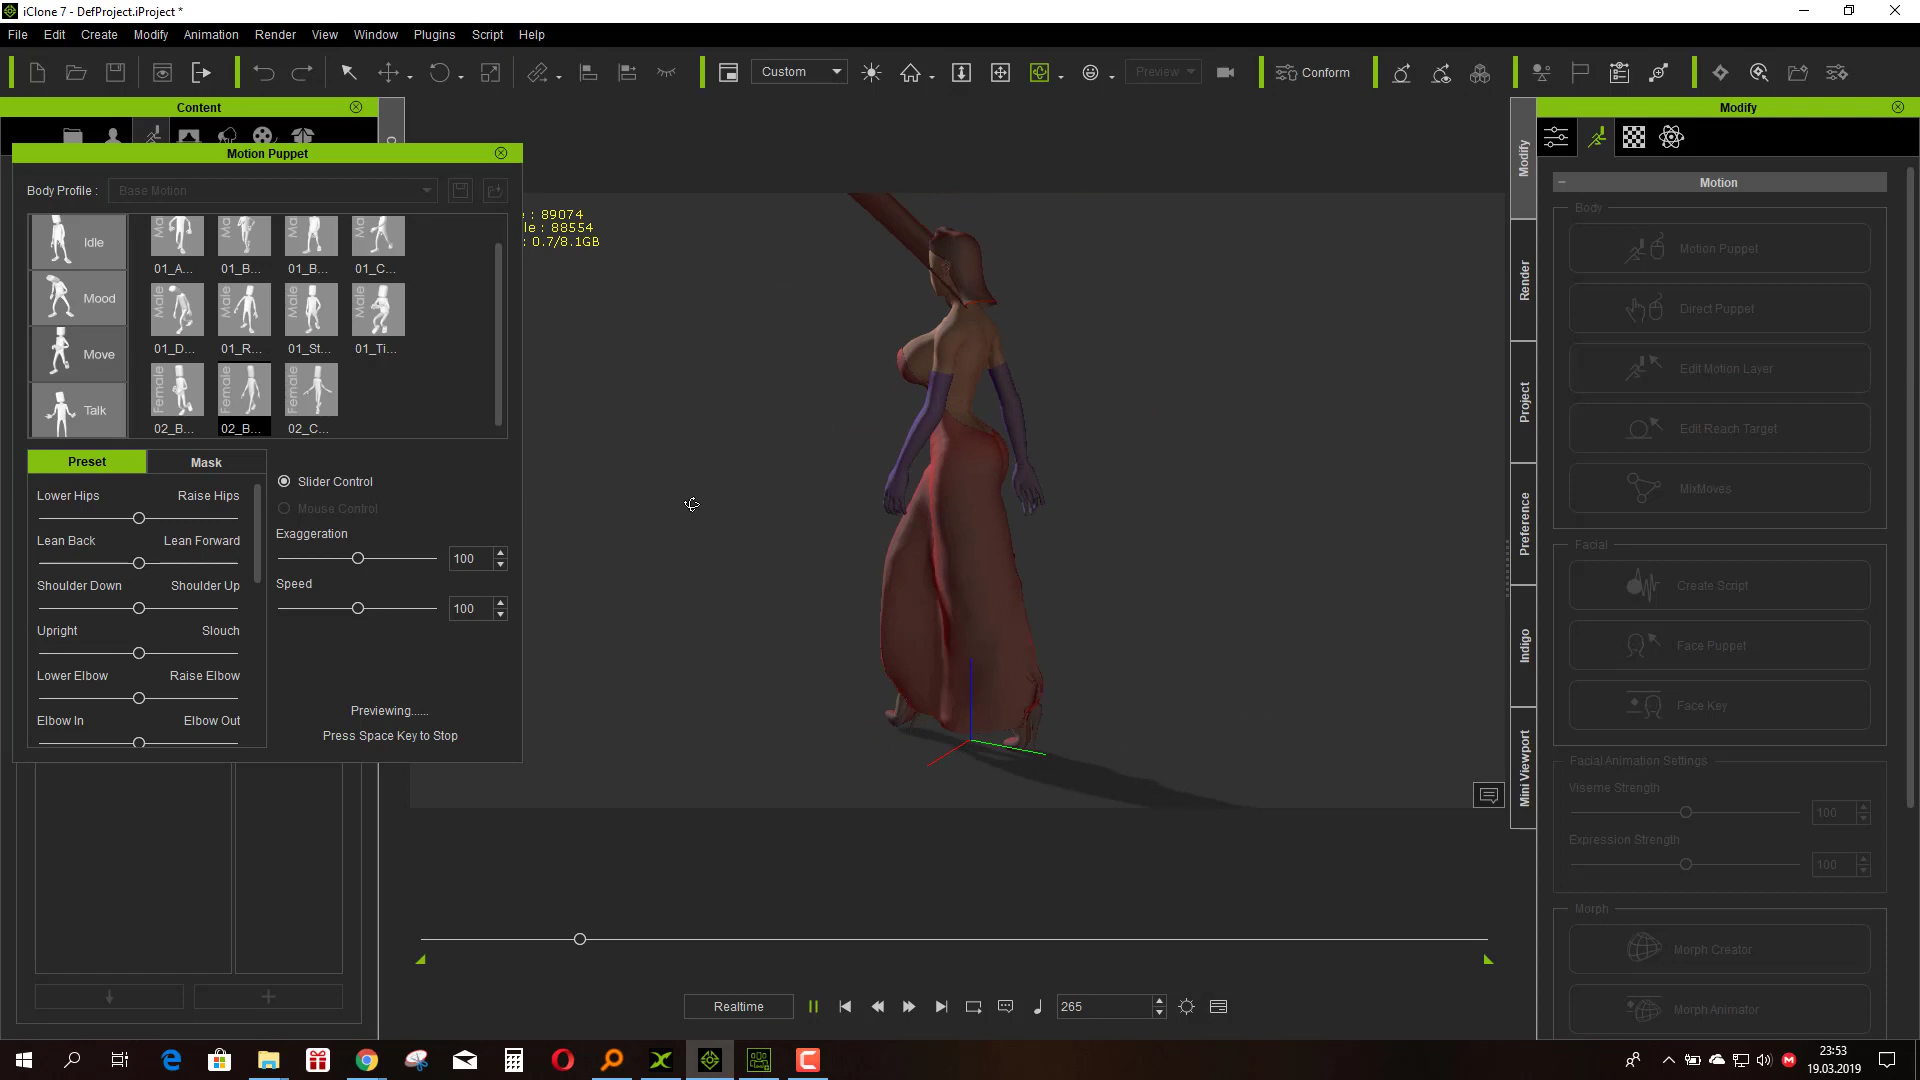 iClone 7 - DefProject.iProject *
File Edit Create Modify Animation Render View Window Plugins Script Help
Custom
Preview
Conform
Content
Modify
Motion Puppet
Body Profile :
Base Motion
Idle
Mood
Move
Talk
01_A...
01_B...
01_B...
01_C...
Male
Male
Male
Male
01_D...
01_R...
01_St...
01_Ti...
Female
Female
Female
02_B...
02_B...
02_C...
Preset
Mask
Lower Hips
Raise Hips
Lean Back
Lean Forward
Shoulder Down
Shoulder Up
Upright
Slouch
Lower Elbow
Raise Elbow
Elbow In
Elbow Out
Slider Control
Mouse Control
Exaggeration
100
Speed
100
Previewing......
Press Space Key to Stop
: 89074
: 88554
: 0.7/8.1GB
Modify
Render
Project
Preference
Indigo
Mini Viewport
Motion
Body
Motion Puppet
Direct Puppet
Edit Motion Layer
Edit Reach Target
MixMoves
Facial
Create Script
Face Puppet
Face Key
Facial Animation Settings
Viseme Strength
100
Expression Strength
100
Morph
Morph Creator
Morph Animator
Realtime
265
23:53
19.03.2019